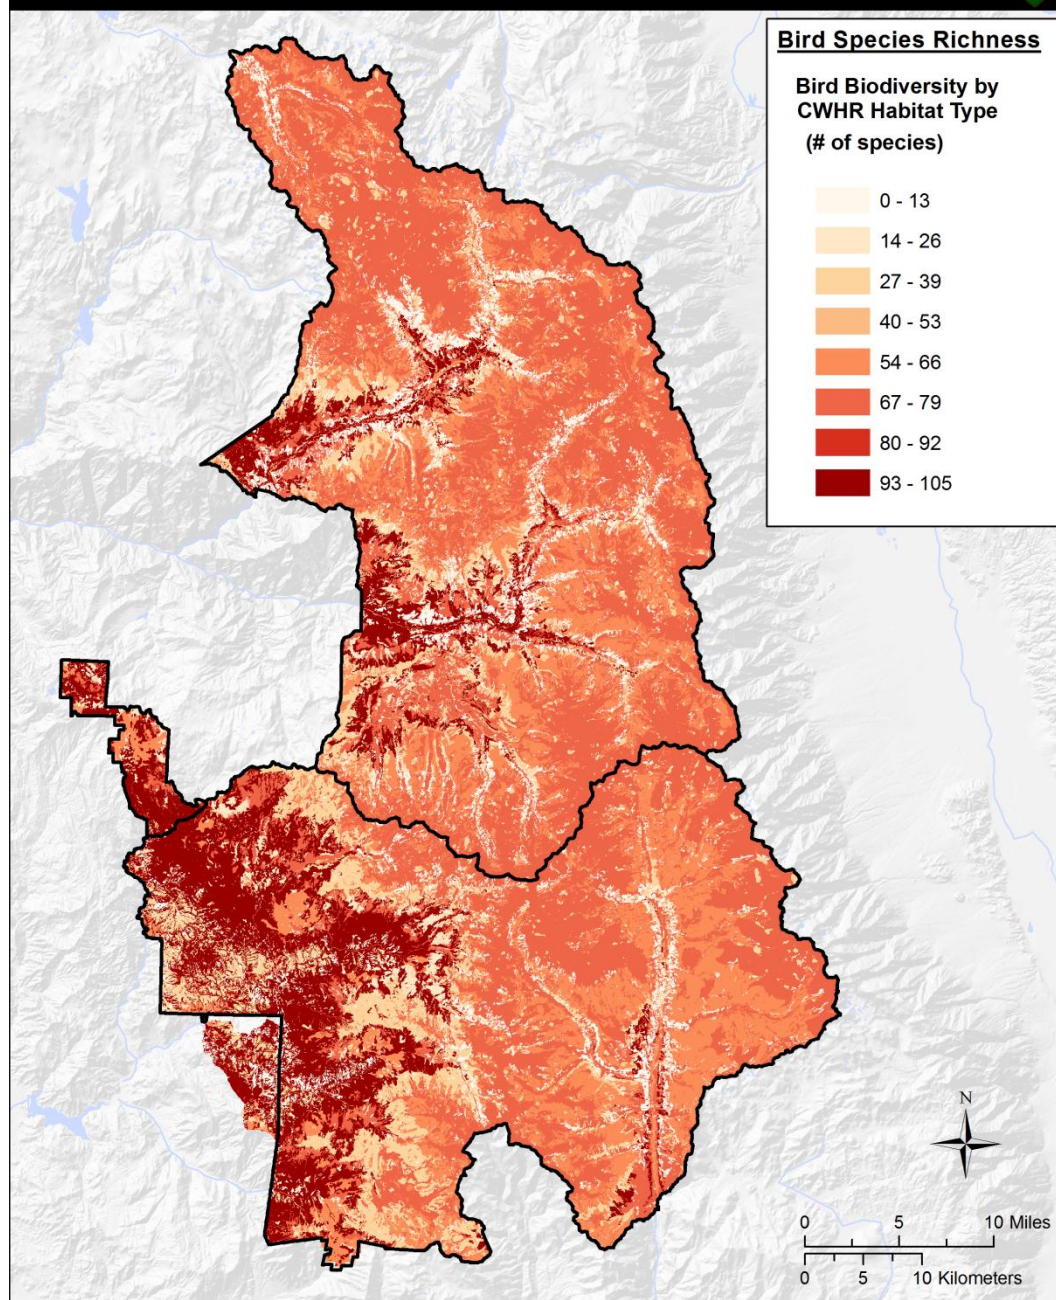 Bird Species Richness
Bird Biodiversity by
CWHR Habitat Type
(# of species)
0 - 13
14 - 26
27 - 39
40 - 53
54 - 66
67 - 79
80 - 92
93 - 105
N
0 5 10 Miles
0 5 10 Kilometers